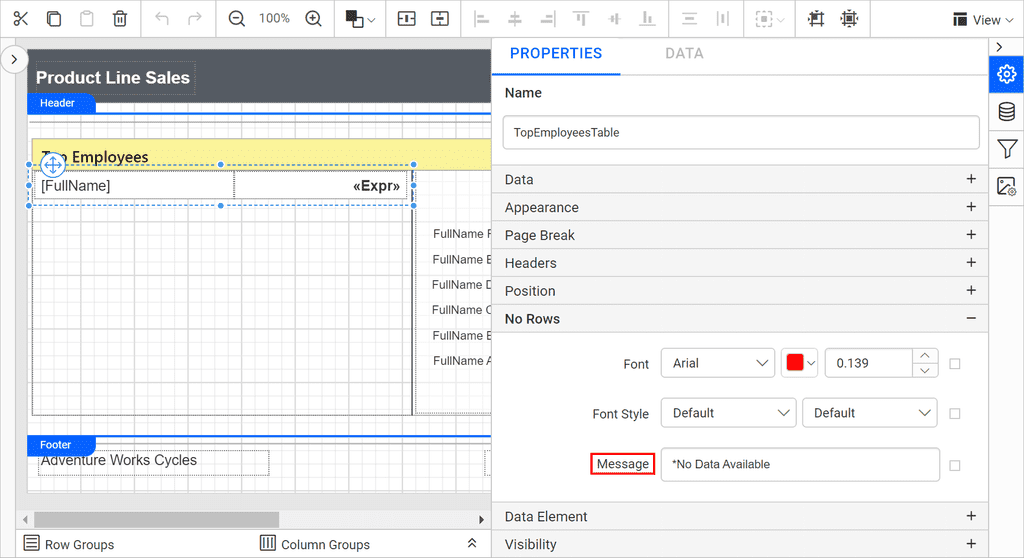 100%
View
Product Line Sales
Header
Top Employees
[FullName]
«Expr»
FullName F
FullName E
FullName D
FullName C
FullName B
FullName A
Footer
Adventure Works Cycles
Row Groups
Column Groups
PROPERTIES
DATA
Name
TopEmployeesTable
Data
Appearance
Page Break
Headers
Position
No Rows
Font
Arial
0.139
Font Style
Default
Default
Message
*No Data Available
Data Element
Visibility